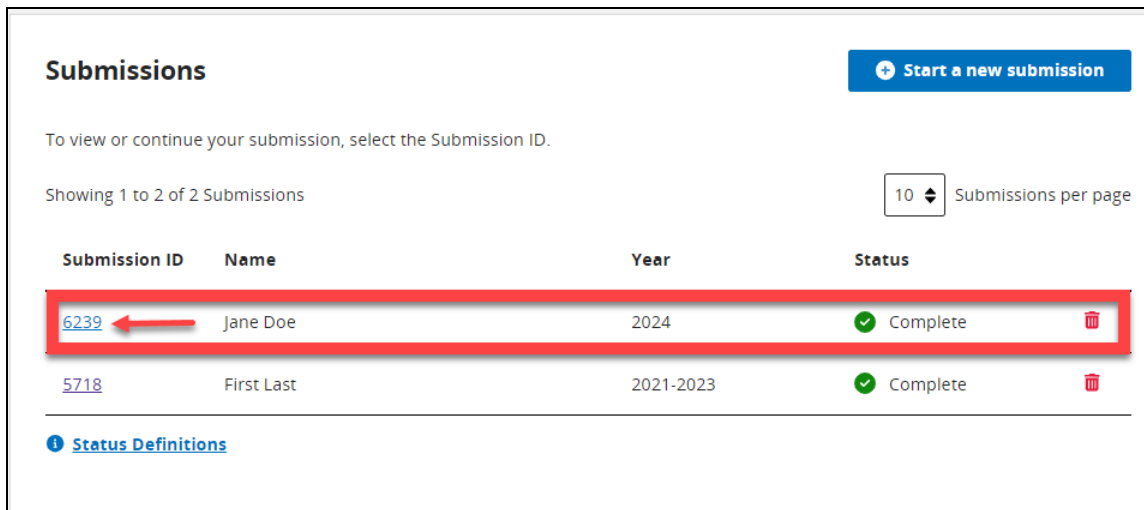 Submissions
Start a new submission
To view or continue your submission, select the Submission ID.
Showing 1 to 2 of 2 Submissions
10 Submissions per page
Submission ID Name Year Status
6239 Jane Doe 2024 Complete
5718 First Last 2021-2023 Complete
Status Definitions